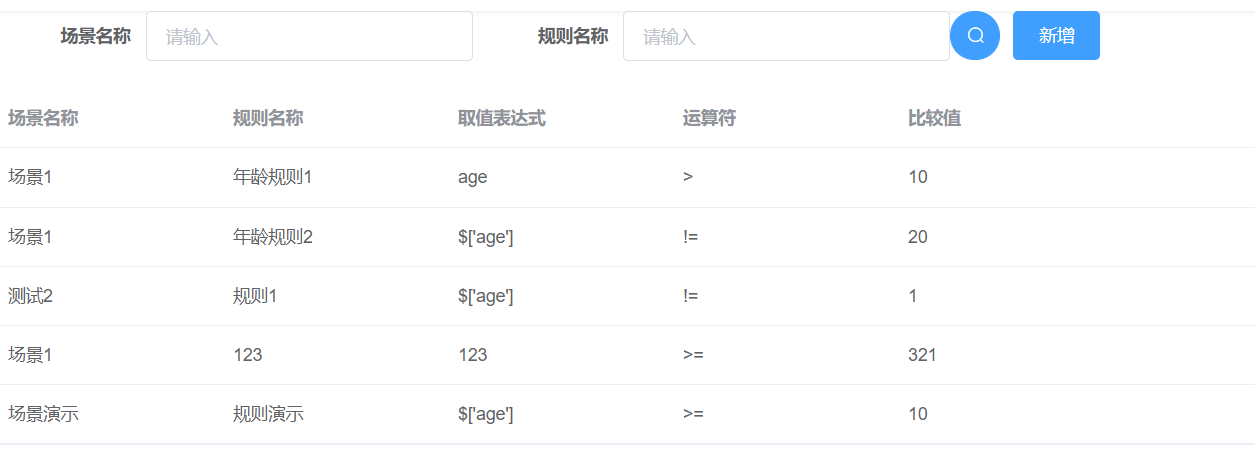 场景名称 请输入 规则名称 请输入 新增
场景名称 规则名称 取值表达式 运算符 比较值
场景1 年龄规则1 age > 10
场景1 年龄规则2 $['age'] != 20
测试2 规则1 $['age'] != 1
场景1 123 123 >= 321
场景演示 规则演示 $['age'] >= 10